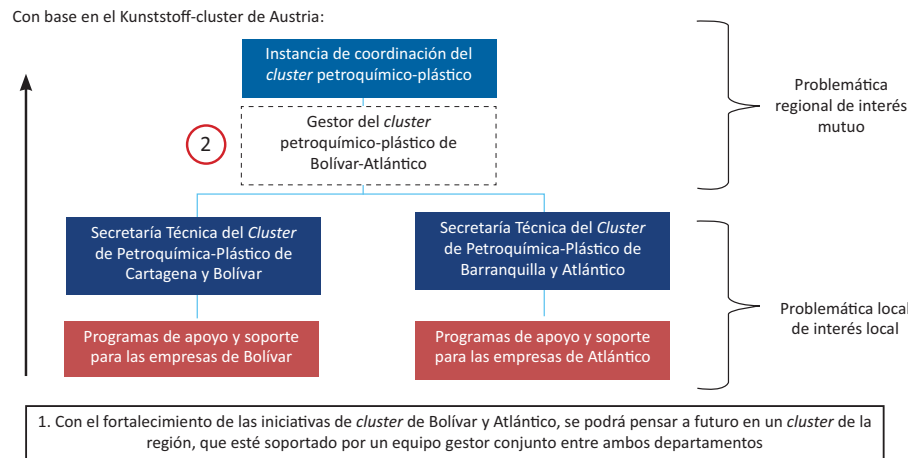 Con base en el Kunststoff-cluster de Austria:
Instancia de coordinación del
cluster petroquímico-plástico
Gestor del cluster
petroquímico-plástico de
Bolívar-Atlántico
2
Problemática
regional de interés
mutuo
Secretaría Técnica del Cluster
de Petroquímica-Plástico de
Cartagena y Bolívar
Secretaría Técnica del Cluster
de Petroquímica-Plástico de
Barranquilla y Atlántico
Programas de apoyo y soporte
para las empresas de Bolívar
Programas de apoyo y soporte
para las empresas de Atlántico
Problemática local
de interés local
1. Con el fortalecimiento de las iniciativas de cluster de Bolívar y Atlántico, se podrá pensar a futuro en un cluster de la
región, que esté soportado por un equipo gestor conjunto entre ambos departamentos